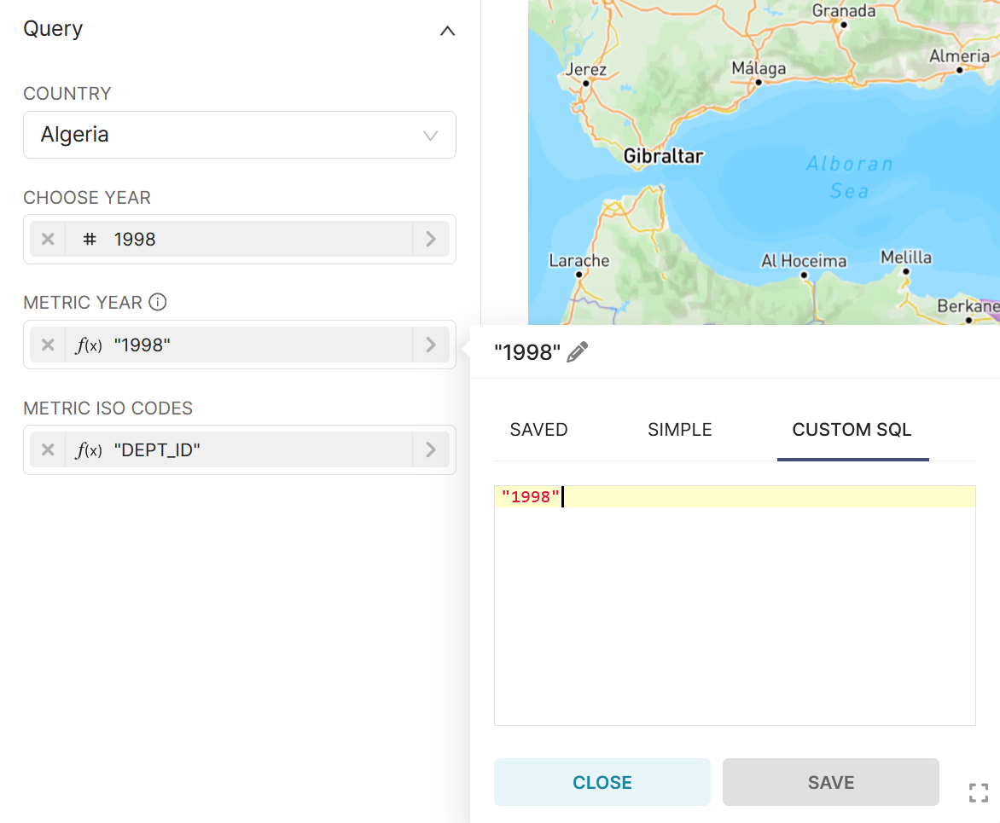 Query
COUNTRY
Algeria
CHOOSE YEAR
# 1998
METRIC YEAR
f(x) "1998"
METRIC ISO CODES
f(x) "DEPT_ID"
Granada
Almeria
Jerez
Málaga
Gibraltar
Alboran
Sea
Larache
Al Hoceima
Melilla
Berkane
"1998"
SAVED SIMPLE CUSTOM SQL
"1998"
CLOSE SAVE